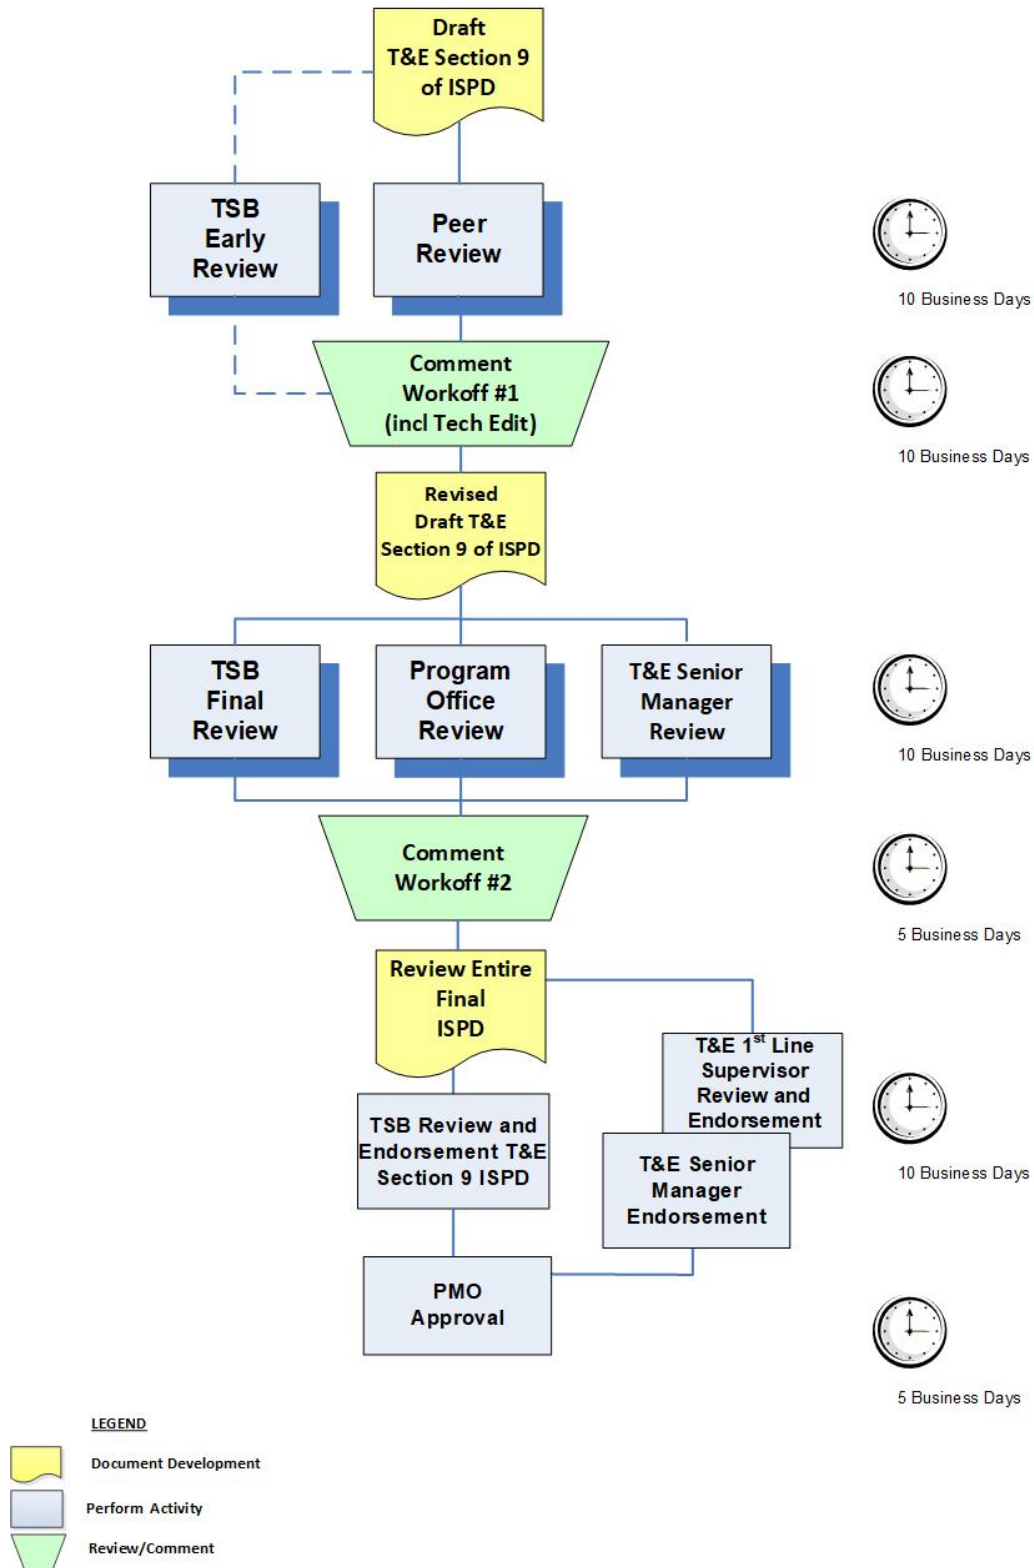 Draft
T&E Section 9
of ISPD
TSB
Early
Review
Peer
Review
10 Business Days
Comment
Workoff #1
(incl Tech Edit)
10 Business Days
Revised
Draft T&E
Section 9 of ISPD
TSB
Final
Review
Program
Office
Review
T&E Senior
Manager
Review
10 Business Days
Comment
Workoff #2
5 Business Days
Review Entire
Final
ISPD
T&E 1st Line
Supervisor
Review and
Endorsement
TSB Review and
Endorsement T&E
Section 9 ISPD
T&E Senior
Manager
Endorsement
10 Business Days
PMO
Approval
5 Business Days
LEGEND
Document Development
Perform Activity
Review/Comment